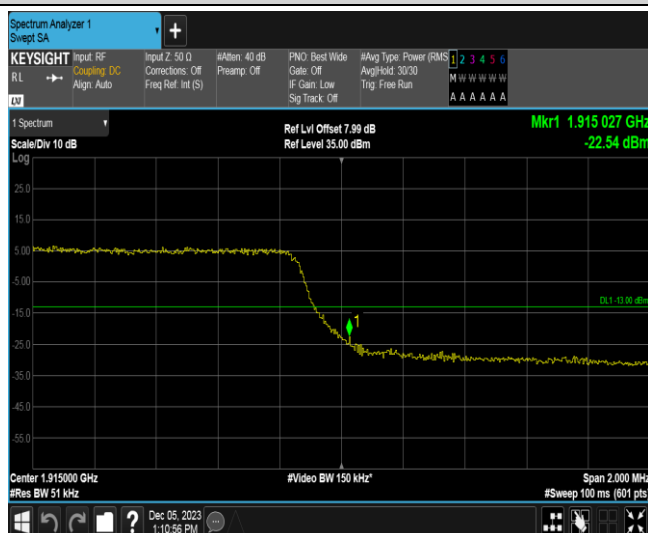 Spectrum Analyzer 1
Swept SA
+
KEYSIGHT
RL
Input: RF
Coupling: DC
Align: Auto
Input Z: 50 Ω
Corrections: Off
Freq Ref: Int (S)
#Atten: 40 dB
Preamp: Off
PNO: Best Wide
Gate: Off
IF Gain: Low
Sig Track: Off
#Avg Type: Power (RMS
Avg|Hold: 30/30
Trig: Free Run
1 2 3 4 5 6
M W W W W W
A A A A A A
LXI
1 Spectrum
Scale/Div 10 dB
Log
Ref Lvl Offset 7.99 dB
Ref Level 35.00 dBm
Mkr1 1.915 027 GHz
-22.54 dBm
25.0
15.0
5.00
-5.00
-15.0
-25.0
-35.0
-45.0
-55.0
DL1 -13.00 dBm
1
Center 1.915000 GHz
#Res BW 51 kHz
#Video BW 150 kHz*
Span 2.000 MHz
#Sweep 100 ms (601 pts)
?
Dec 05, 2023
1:10:56 PM